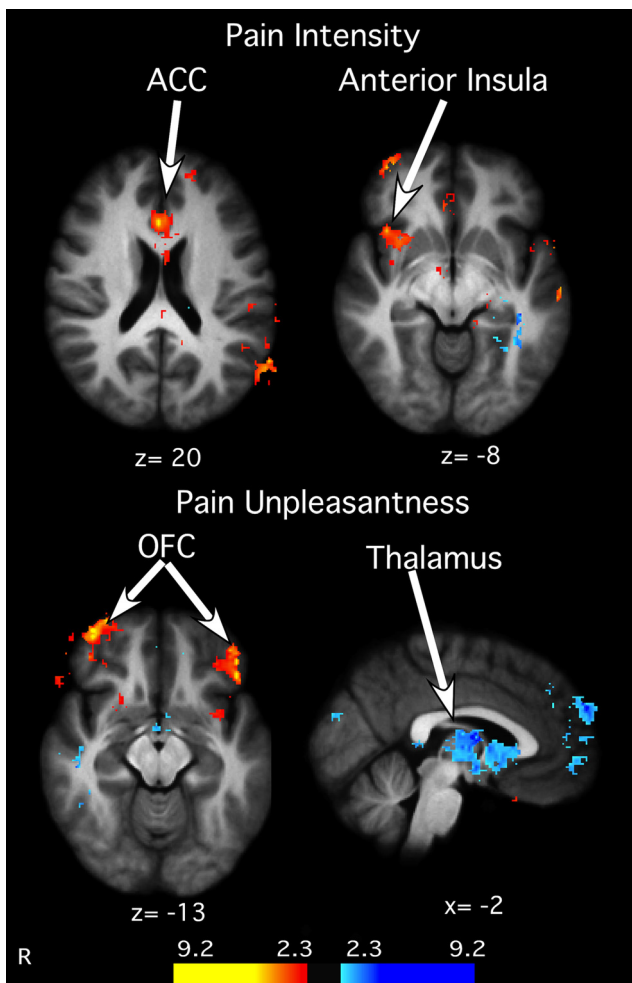 Pain Intensity
ACC
Anterior Insula
z= 20
z= -8
Pain Unpleasantness
OFC
Thalamus
z= -13
x= -2
R
9.2 2.3 2.3 9.2